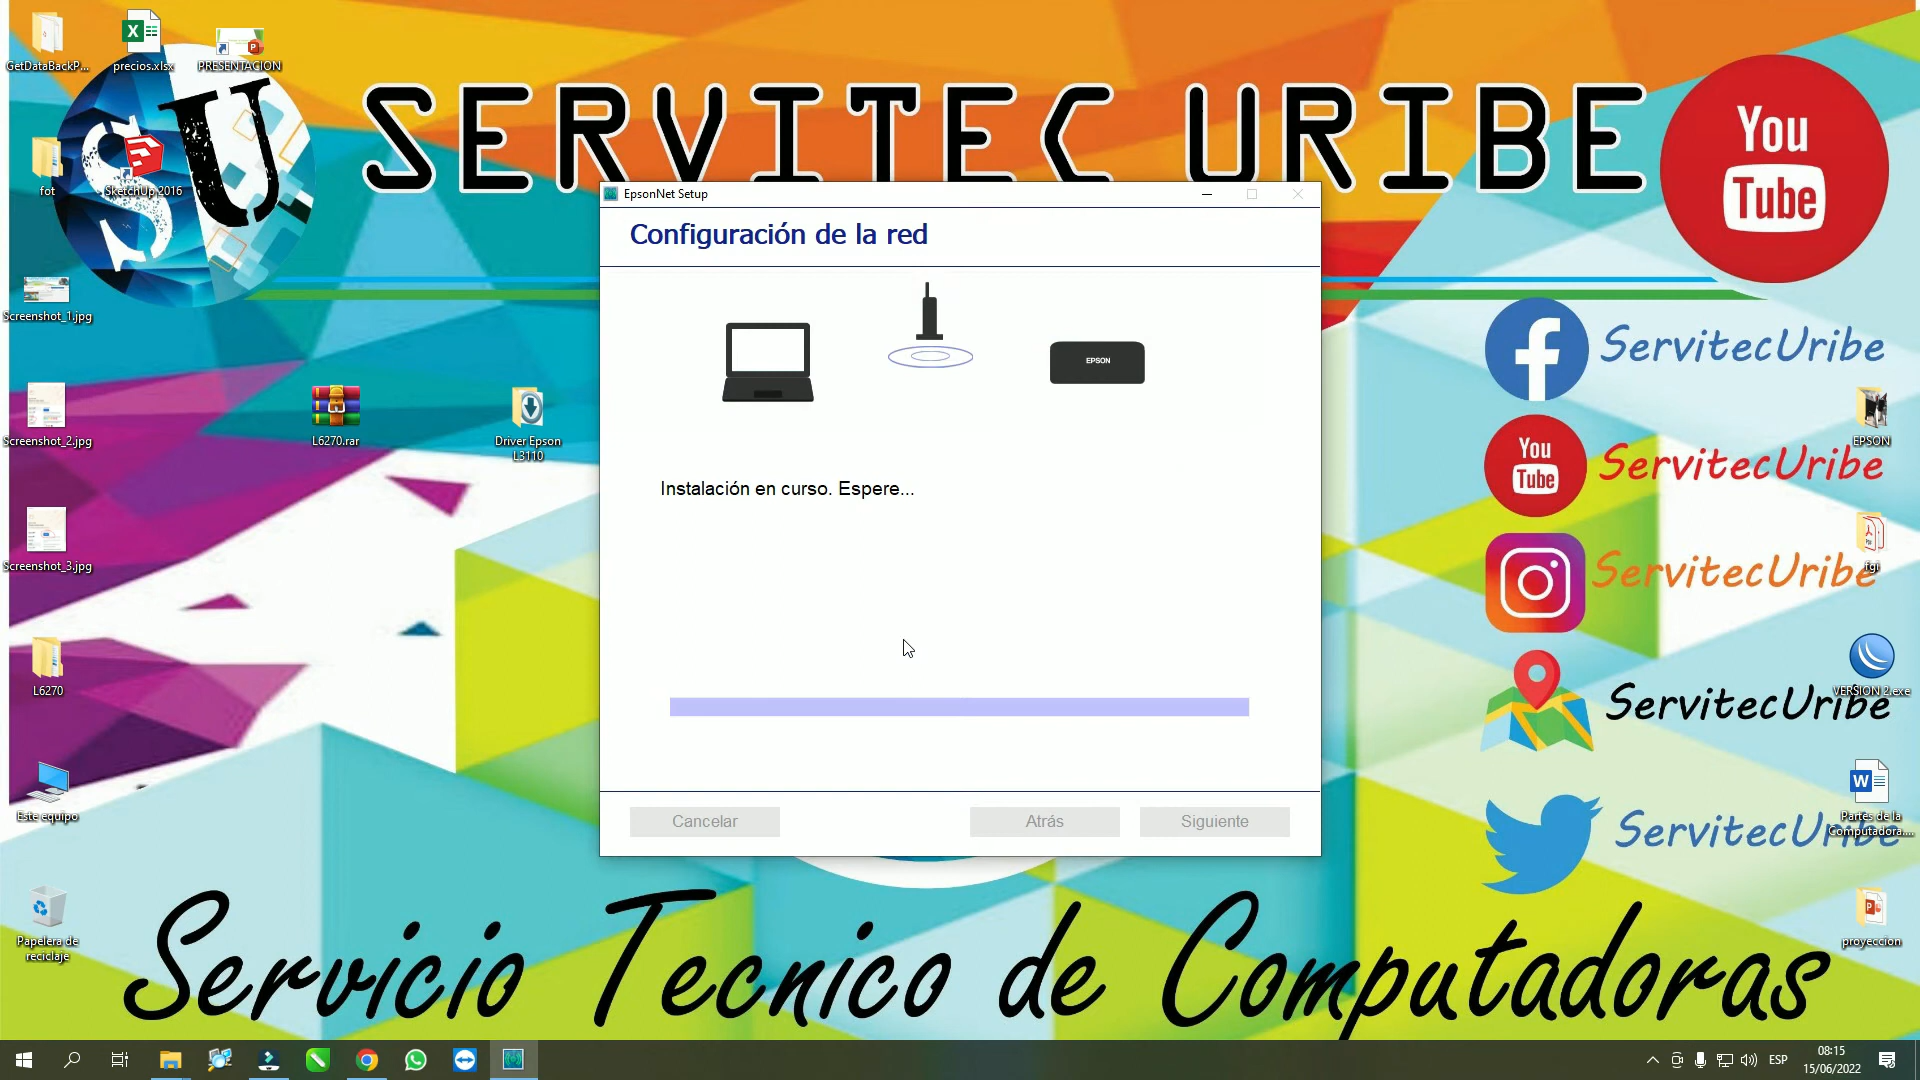 GetDataBackP...
precios.xlsx
PRESENTACION
SU
SERVITEC URIBE
You
Tube
fot
SketchUp 2016
EpsonNet Setup
Configuración de la red
EPSON
Instalación en curso. Espere...
Cancelar
Atrás
Siguiente
Screenshot_1.jpg
Screenshot_2.jpg
L6270.rar
Driver Epson
L3110
Screenshot_3.jpg
L6270
Este equipo
Papelera de
reciclaje
ServitecUribe
EPSON
You
Tube
ServitecUribe
ServitecUribe
fgi
VERSION 2.exe
ServitecUribe
Partes de la
Computadora....
ServitecUribe
proyeccion
Servicio Tecnico de Computadoras
ESP
08:15
15/06/2022